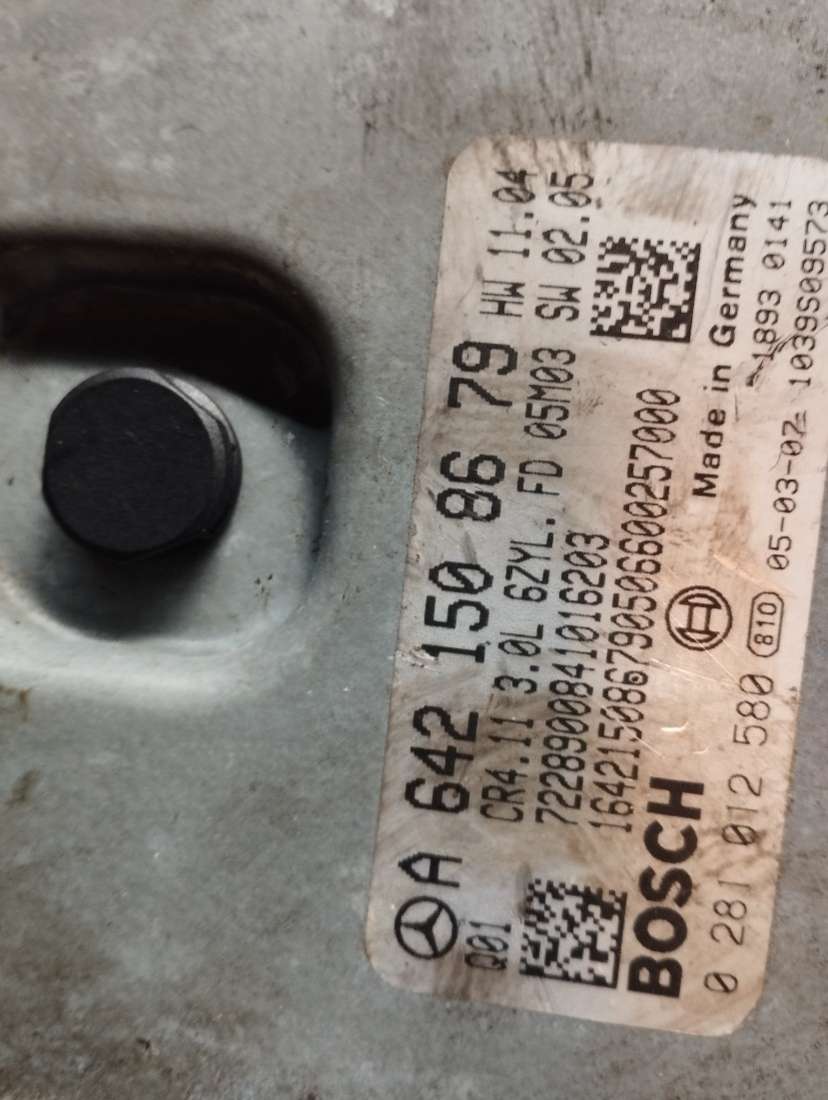 A 642 150 86 79 HW 11.04
Q01 CR4.11 3.0L 6ZYL. FD 05M03 SW 02.05
7228900841016203
16421508679050660025​7000
BOSCH Made in Germany
0 281 012 580 810 1893 0141
05-03-07 1039S09573